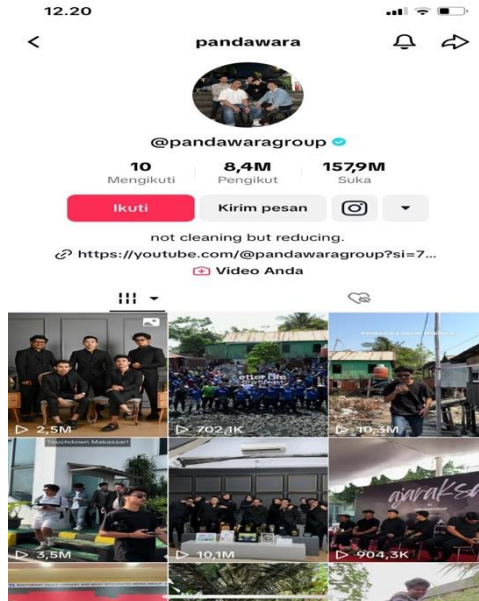 12.20
pandawara
@pandawaragroup
10 8,4M 157,9M
Mengikuti Pengikut Suka
Ikuti Kirim pesan
not cleaning but reducing.
https://youtube.com/@pandawaragroup?si=7...
Video Anda
2,5M 702,1K 10,3M
Touchdown Makassar!
3,5M 10,1M 904,3K